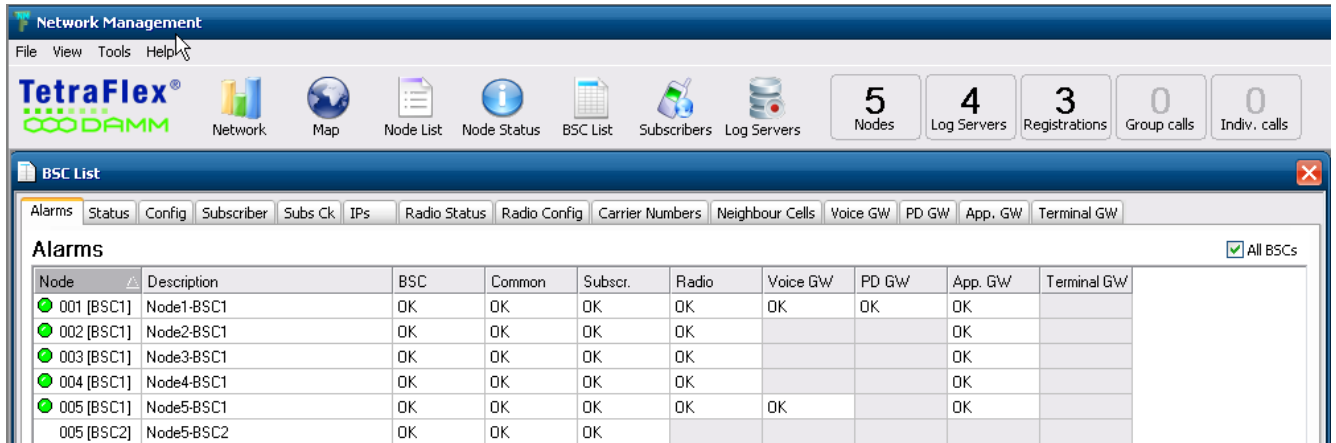 Network Management
File View Tools Help
TetraFlex®
DAMM
Network Map Node List Node Status BSC List Subscribers Log Servers
5 Nodes 4 Log Servers 3 Registrations 0 Group calls 0 Indiv. calls
BSC List
Alarms Status Config Subscriber Subs Ck IPs Radio Status Radio Config Carrier Numbers Neighbour Cells Voice GW PD GW App. GW Terminal GW
Alarms All BSCs
Node Description BSC Common Subscr. Radio Voice GW PD GW App. GW Terminal GW
001 [BSC1] Node1-BSC1 OK OK OK OK OK OK OK
002 [BSC1] Node2-BSC1 OK OK OK OK OK
003 [BSC1] Node3-BSC1 OK OK OK OK OK
004 [BSC1] Node4-BSC1 OK OK OK OK OK
005 [BSC1] Node5-BSC1 OK OK OK OK OK OK
005 [BSC2] Node5-BSC2 OK OK OK